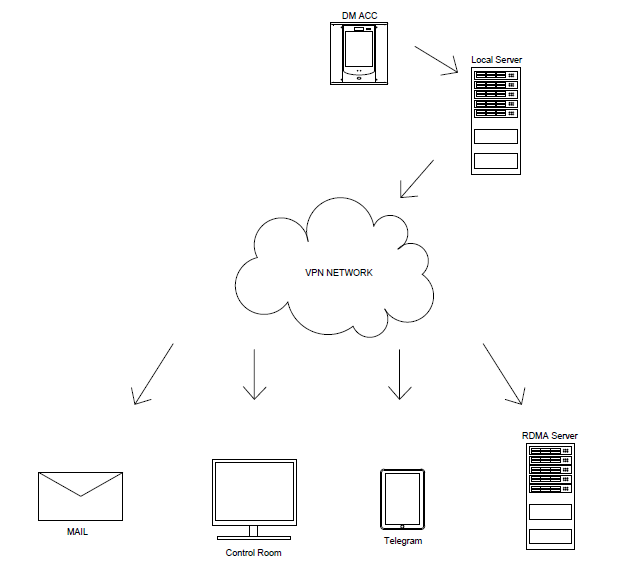 DM ACC
Local Server
VPN NETWORK
RDMA Server
MAIL
Control Room
Telegram